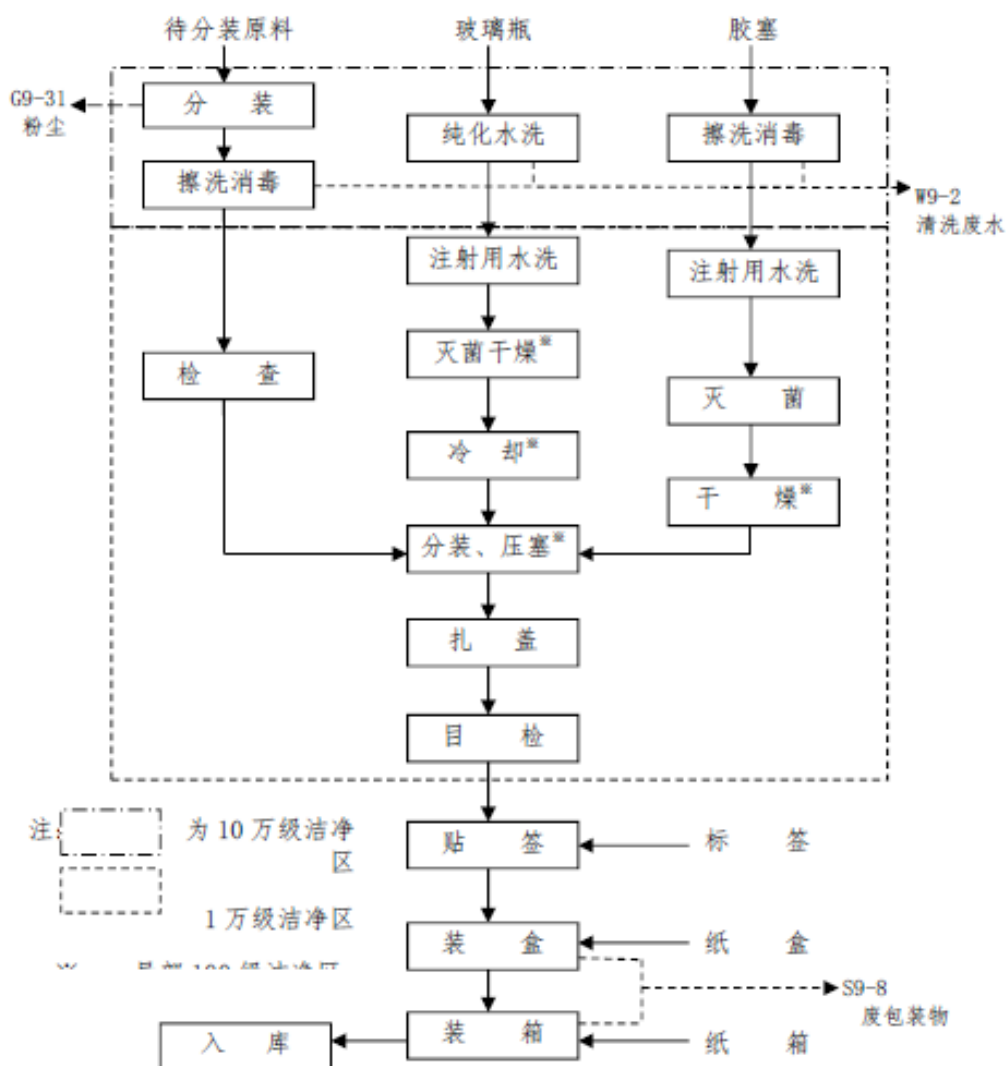 待分装原料
玻璃瓶
胶塞
G9-31
粉尘
分 装
纯化水洗
擦洗消毒
擦洗消毒
W9-2
清洗废水
注射用水洗
注射用水洗
灭菌干燥※
检 查
灭 菌
冷 却※
干 燥※
分装、压塞※
扎 盖
目 检
注:
为 10 万级洁净
区
贴 签
标 签
1 万级洁净区
装 盒
纸 盒
S9-8
废包装物
装 箱
纸 箱
入 库